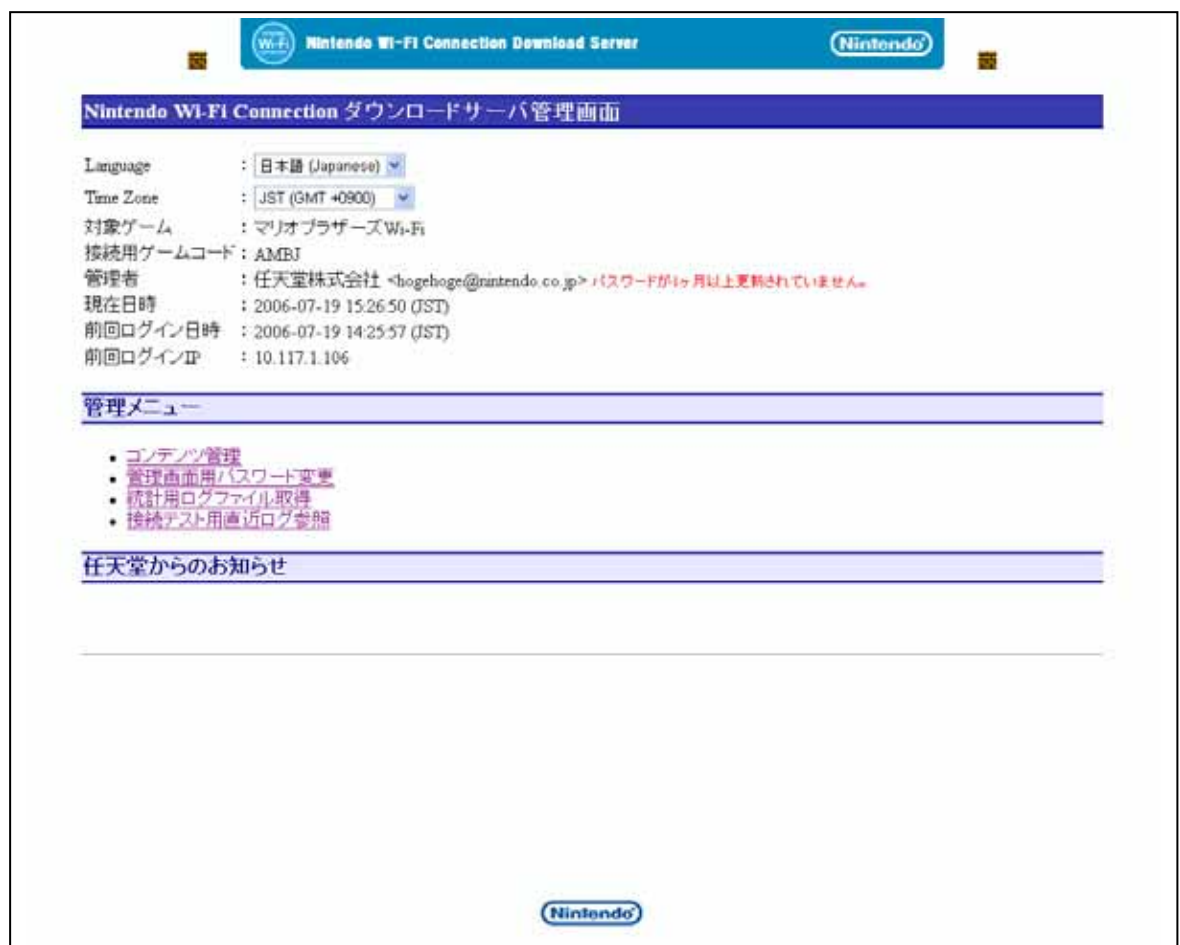 Wi-Fi Nintendo Wi-Fi Connection Download Server Nintendo
Nintendo Wi-Fi Connection ダウンロードサーバ管理画面
Language : 日本語 (Japanese)
Time Zone : JST (GMT +0900)
対象ゲーム : マリオブラザーズWi-Fi
接続用ゲームコード : AMBJ
管理者 : 任天堂株式会社 <hogehoge@nintendo.co.jp> パスワードが1ヶ月以上更新されていません。
現在日時 : 2006-07-19 15:26:50 (JST)
前回ログイン日時 : 2006-07-19 14:25:57 (JST)
前回ログインIP : 10.117.1.106
管理メニュー
• コンテンツ管理
• 管理画面用パスワード変更
• 統計用ログファイル取得
• 接続テスト用直近ログ参照
任天堂からのお知らせ
Nintendo